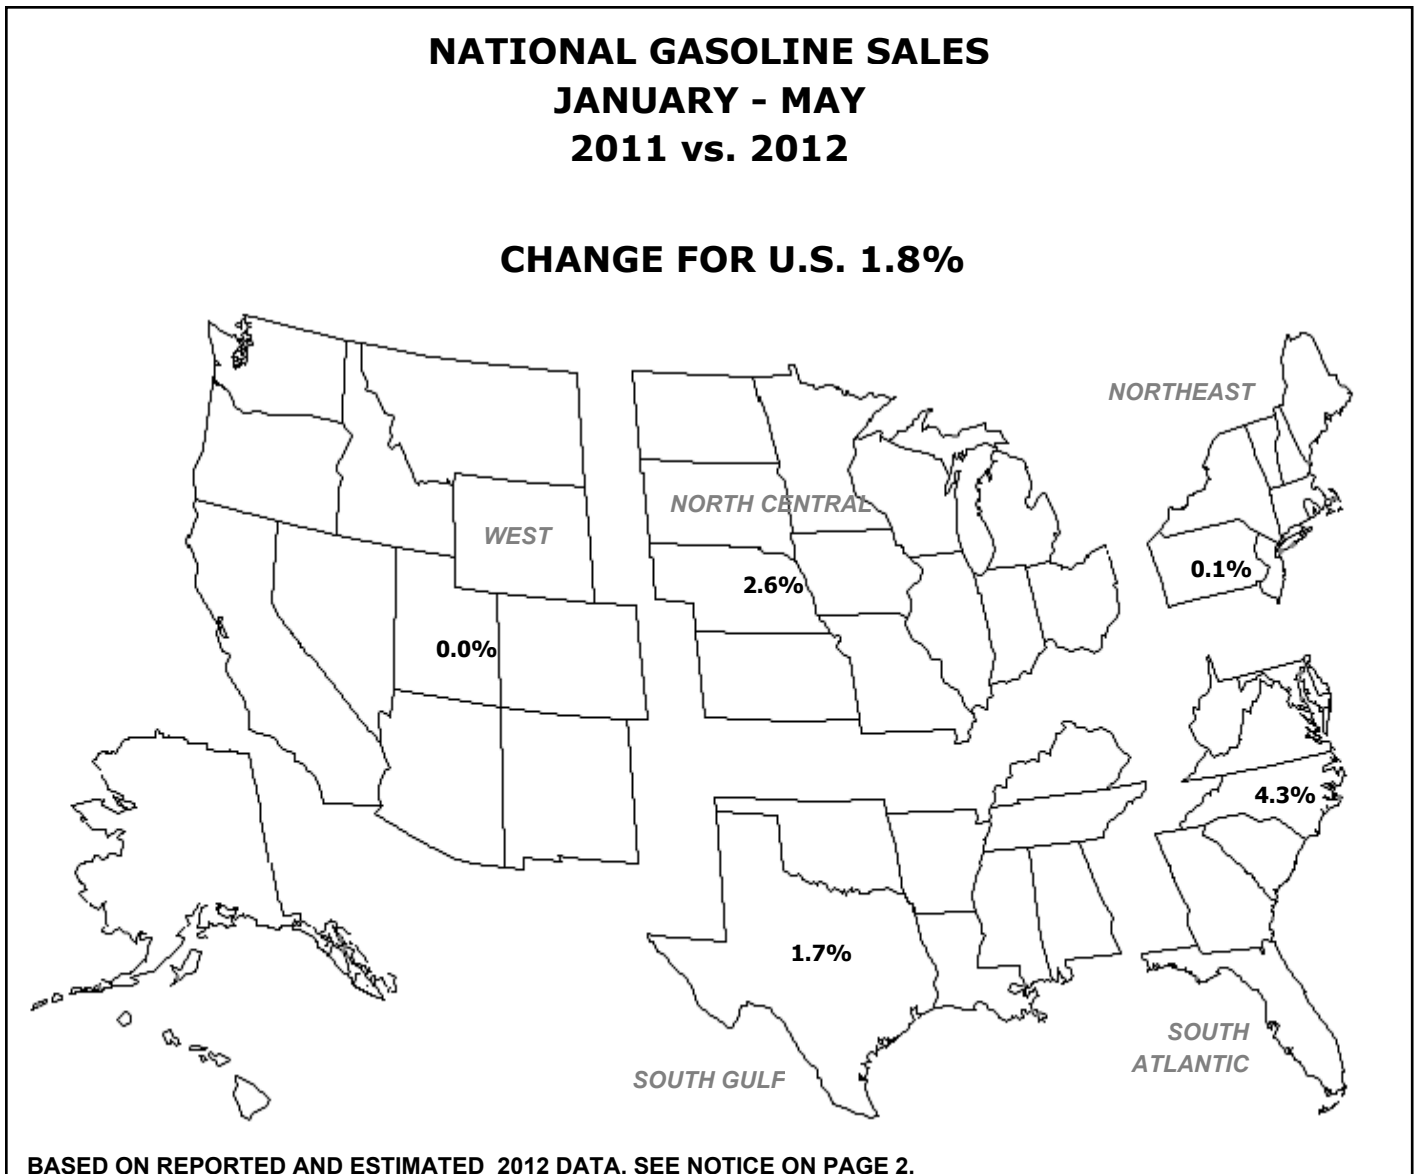 NATIONAL GASOLINE SALES
JANUARY - MAY
2011 vs. 2012
CHANGE FOR U.S. 1.8%
NORTHEAST
NORTH CENTRAL
WEST
0.1%
2.6%
0.0%
4.3%
1.7%
SOUTH
ATLANTIC
SOUTH GULF
BASED ON REPORTED AND ESTIMATED  2012 DATA. SEE NOTICE ON PAGE 2.